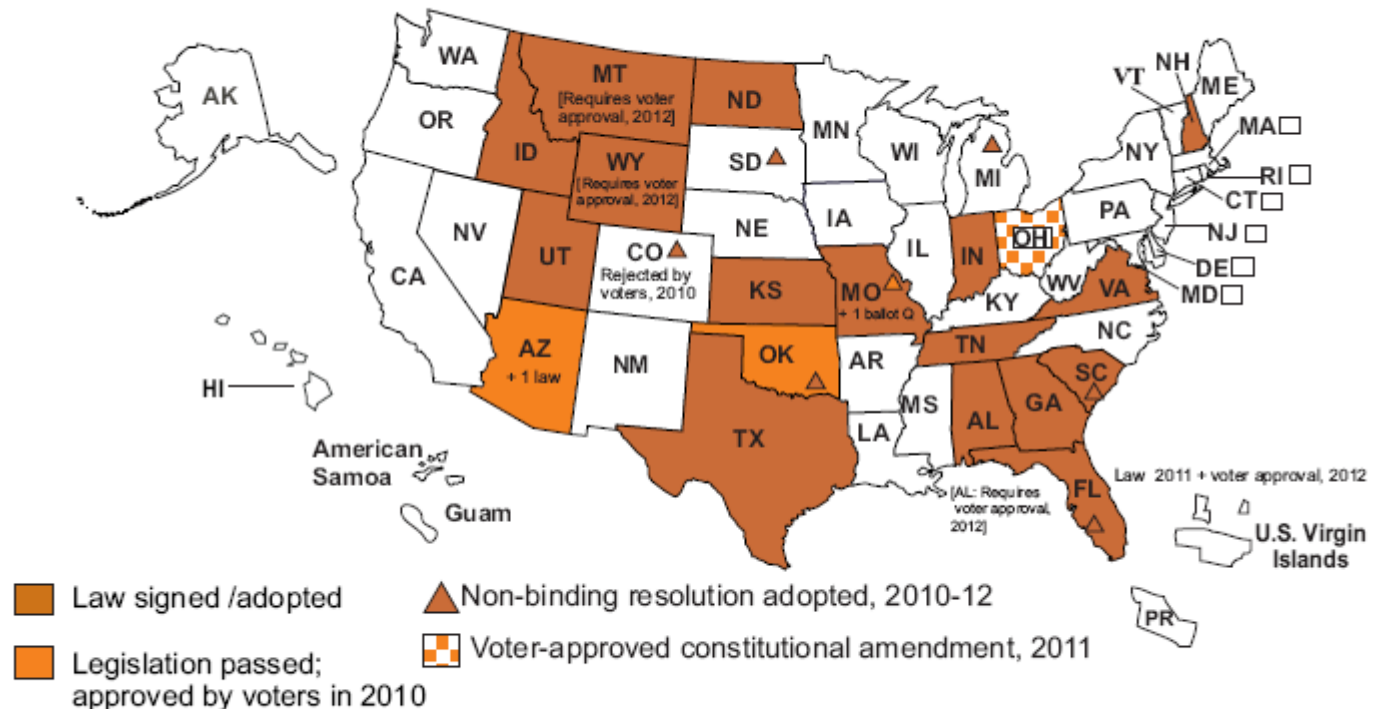 WA
MT
[Requires voter
approval, 2012]
ND
MN
VT
NH
ME
AK
OR
ID
WY
[Requires voter
approval, 2012]
SD
WI
MI
NY
MA
RI
CT
NV
UT
CO
Rejected by
voters, 2010
NE
IA
IL
IN
OH
PA
NJ
DE
MD
CA
KS
MO
+ 1 ballot Q
KY
WV
VA
NC
AZ
+ 1 law
NM
OK
AR
TN
SC
HI
TX
LA
MS
AL
GA
FL
American
Samoa
Guam
[AL: Requires
voter approval,
2012]
Law 2011 + voter approval, 2012
U.S. Virgin
Islands
PR
Law signed /adopted
Non-binding resolution adopted, 2010-12
Legislation passed;
approved by voters in 2010
Voter-approved constitutional amendment, 2011